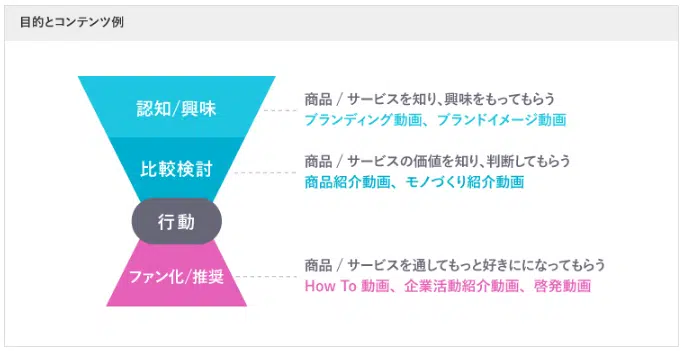 目的とコンテンツ例
認知/興味
商品 / サービスを知り、興味をもってもらう
ブランディング動画、ブランドイメージ動画
比較検討
商品 / サービスの価値を知り、判断してもらう
商品紹介動画、モノづくり紹介動画
行動
ファン化/推奨
商品 / サービスを通してもっと好きにになってもらう
How To 動画、企業活動紹介動画、啓発動画